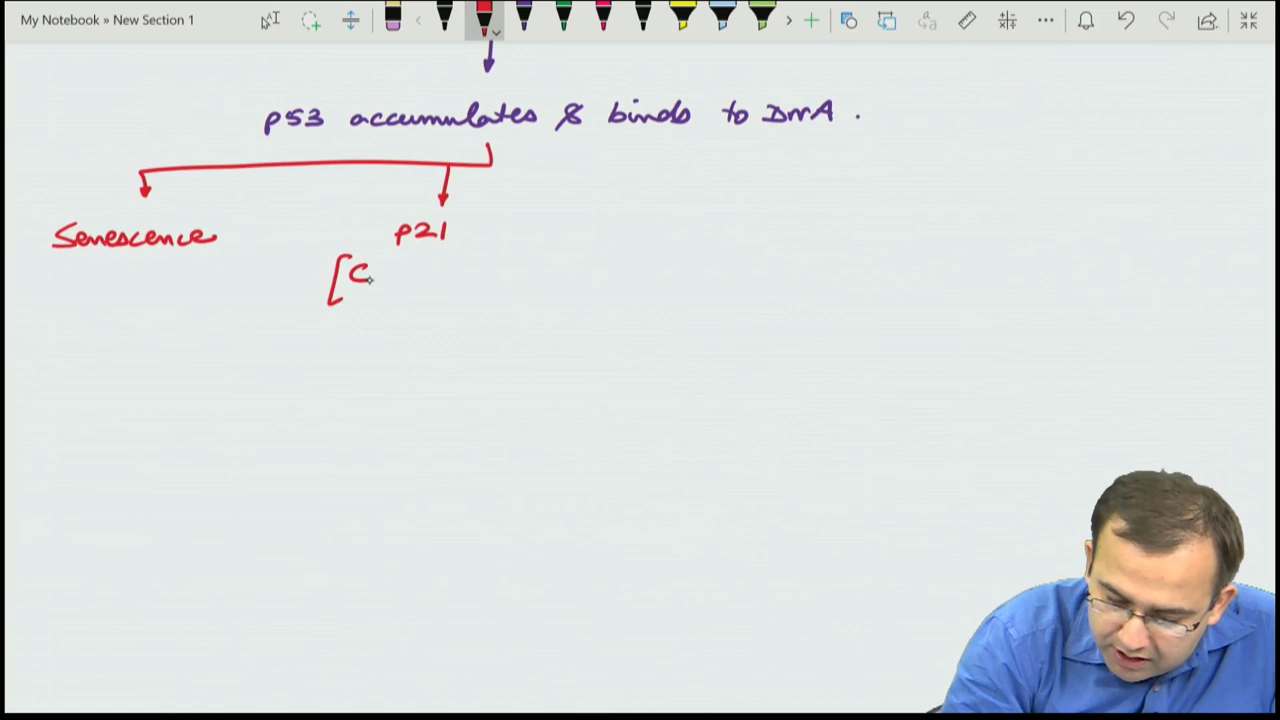 My Notebook » New Section 1
p53 accumulates & binds to DNA .
Senescence
p21
[C